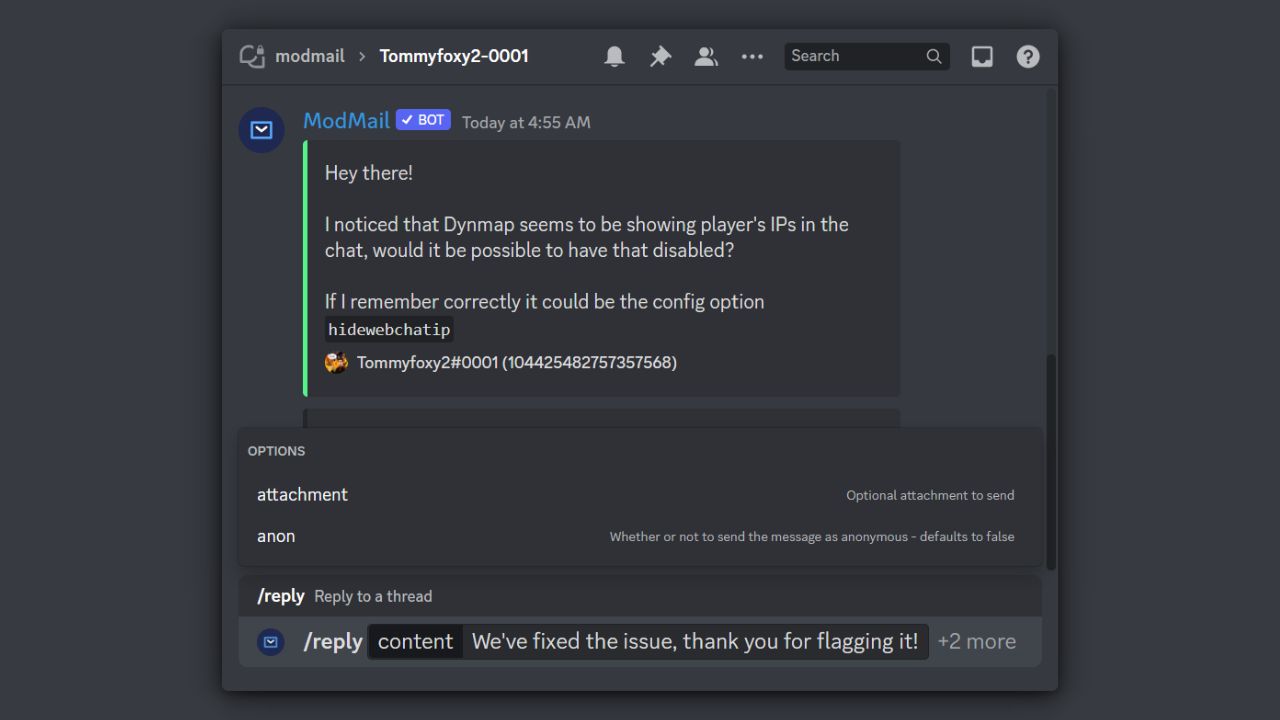 modmail > Tommyfoxy2-0001 Search
ModMail BOT Today at 4:55 AM
Hey there!
I noticed that Dynmap seems to be showing player's IPs in the
chat, would it be possible to have that disabled?
If I remember correctly it could be the config option
hidewebchatip
Tommyfoxy2#0001 (104425482757357568)
OPTIONS
attachment Optional attachment to send
anon Whether or not to send the message as anonymous - defaults to false
/reply Reply to a thread
/reply content We've fixed the issue, thank you for flagging it! +2 more